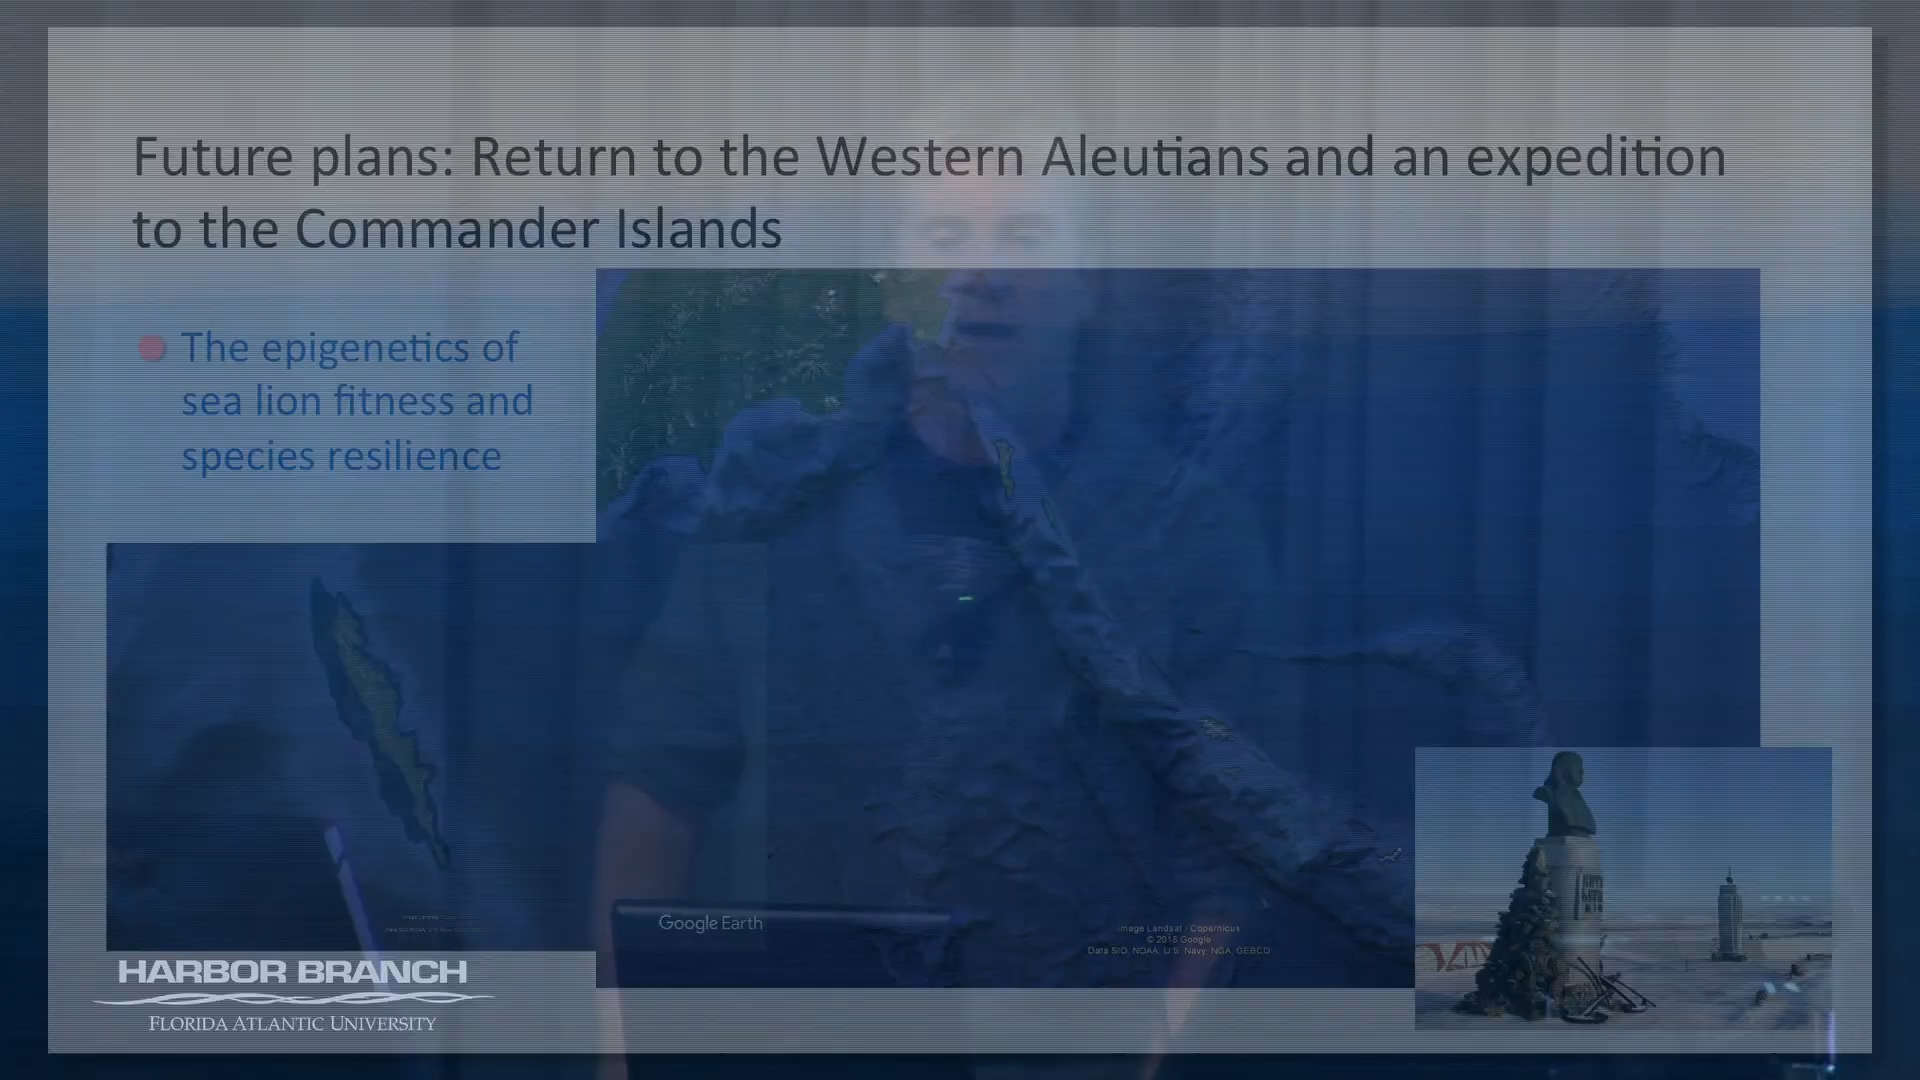 Future plans: Return to the Western Aleutians and an expedition
to the Commander Islands
The epigenetics of
sea lion fitness and
species resilience
Google Earth
Image Landsat / Copernicus
© 2018 Google
Data SIO, NOAA, U.S. Navy, NGA, GEBCO
HARBOR BRANCH
FLORIDA ATLANTIC UNIVERSITY